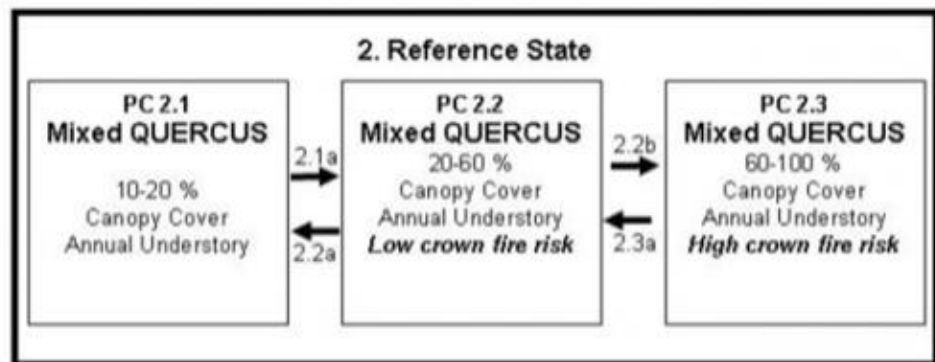 2. Reference State
PC 2.1
Mixed QUERCUS
10-20 %
Canopy Cover
Annual Understory
2.1a
2.2a
PC 2.2
Mixed QUERCUS
20-60 %
Canopy Cover
Annual Understory
Low crown fire risk
2.2b
2.3a
PC 2.3
Mixed QUERCUS
60-100 %
Canopy Cover
Annual Understory
High crown fire risk